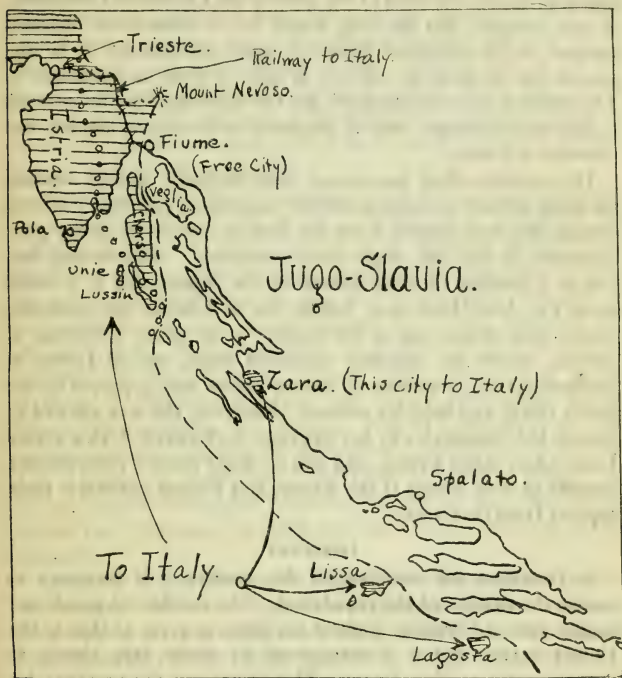 Trieste.
Railway to Italy.
Mount Nevoso.
Istria.
Fiume.
(Free City)
Veglia
Cherso
Pola
Unie
Lussin
Jugo-Slavia.
Zara. (This city to Italy)
Spalato.
To Italy.
Lissa
Lagosta.